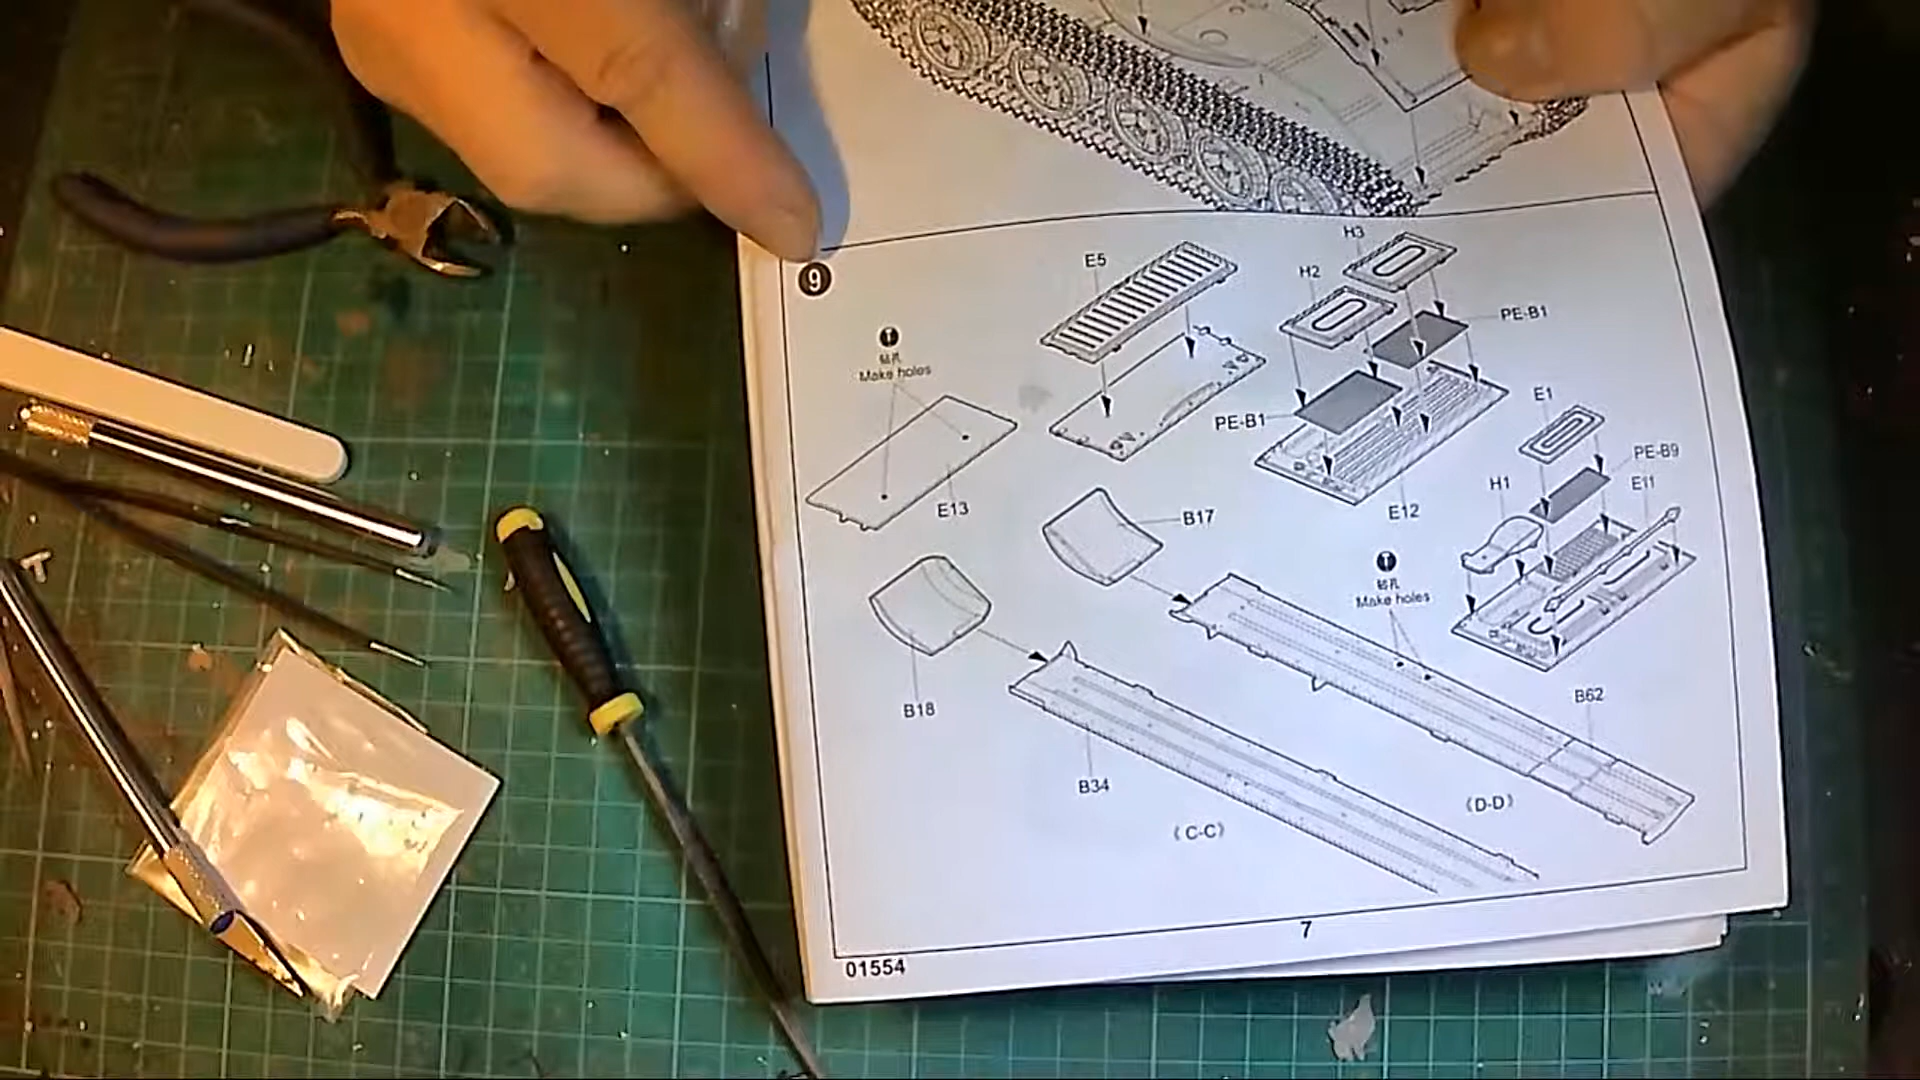 9
H3
E5
H2
PE-B1
钻孔
Make holes
E1
PE-B1
PE-B9
H1
E11
E13
E12
B17
钻孔
Make holes
B62
B18
B34
《D-D》
《C-C》
7
01554